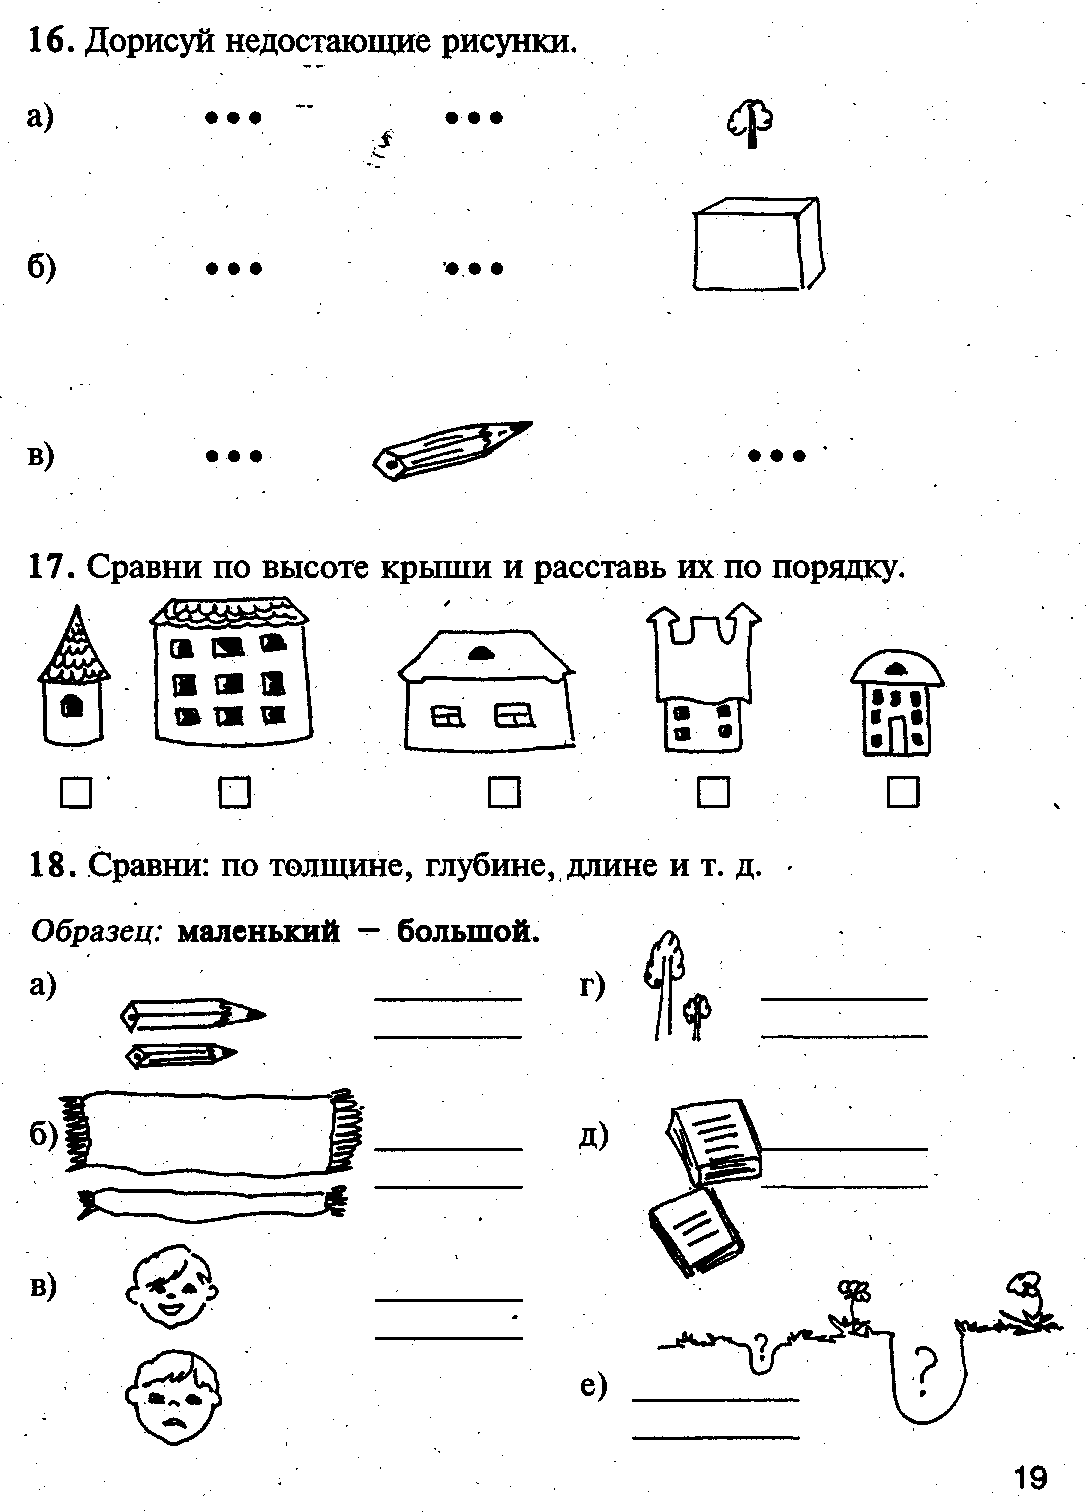 16. Дорисуй недостающие рисунки.
а) ••• •••
б) ••• •••
в) ••• •••
17. Сравни по высоте крыши и расставь их по порядку.
18. Сравни: по толщине, глубине, длине и т. д.
Образец: маленький — большой.
а)
г)
б)
д)
в)
?
?
е)
19